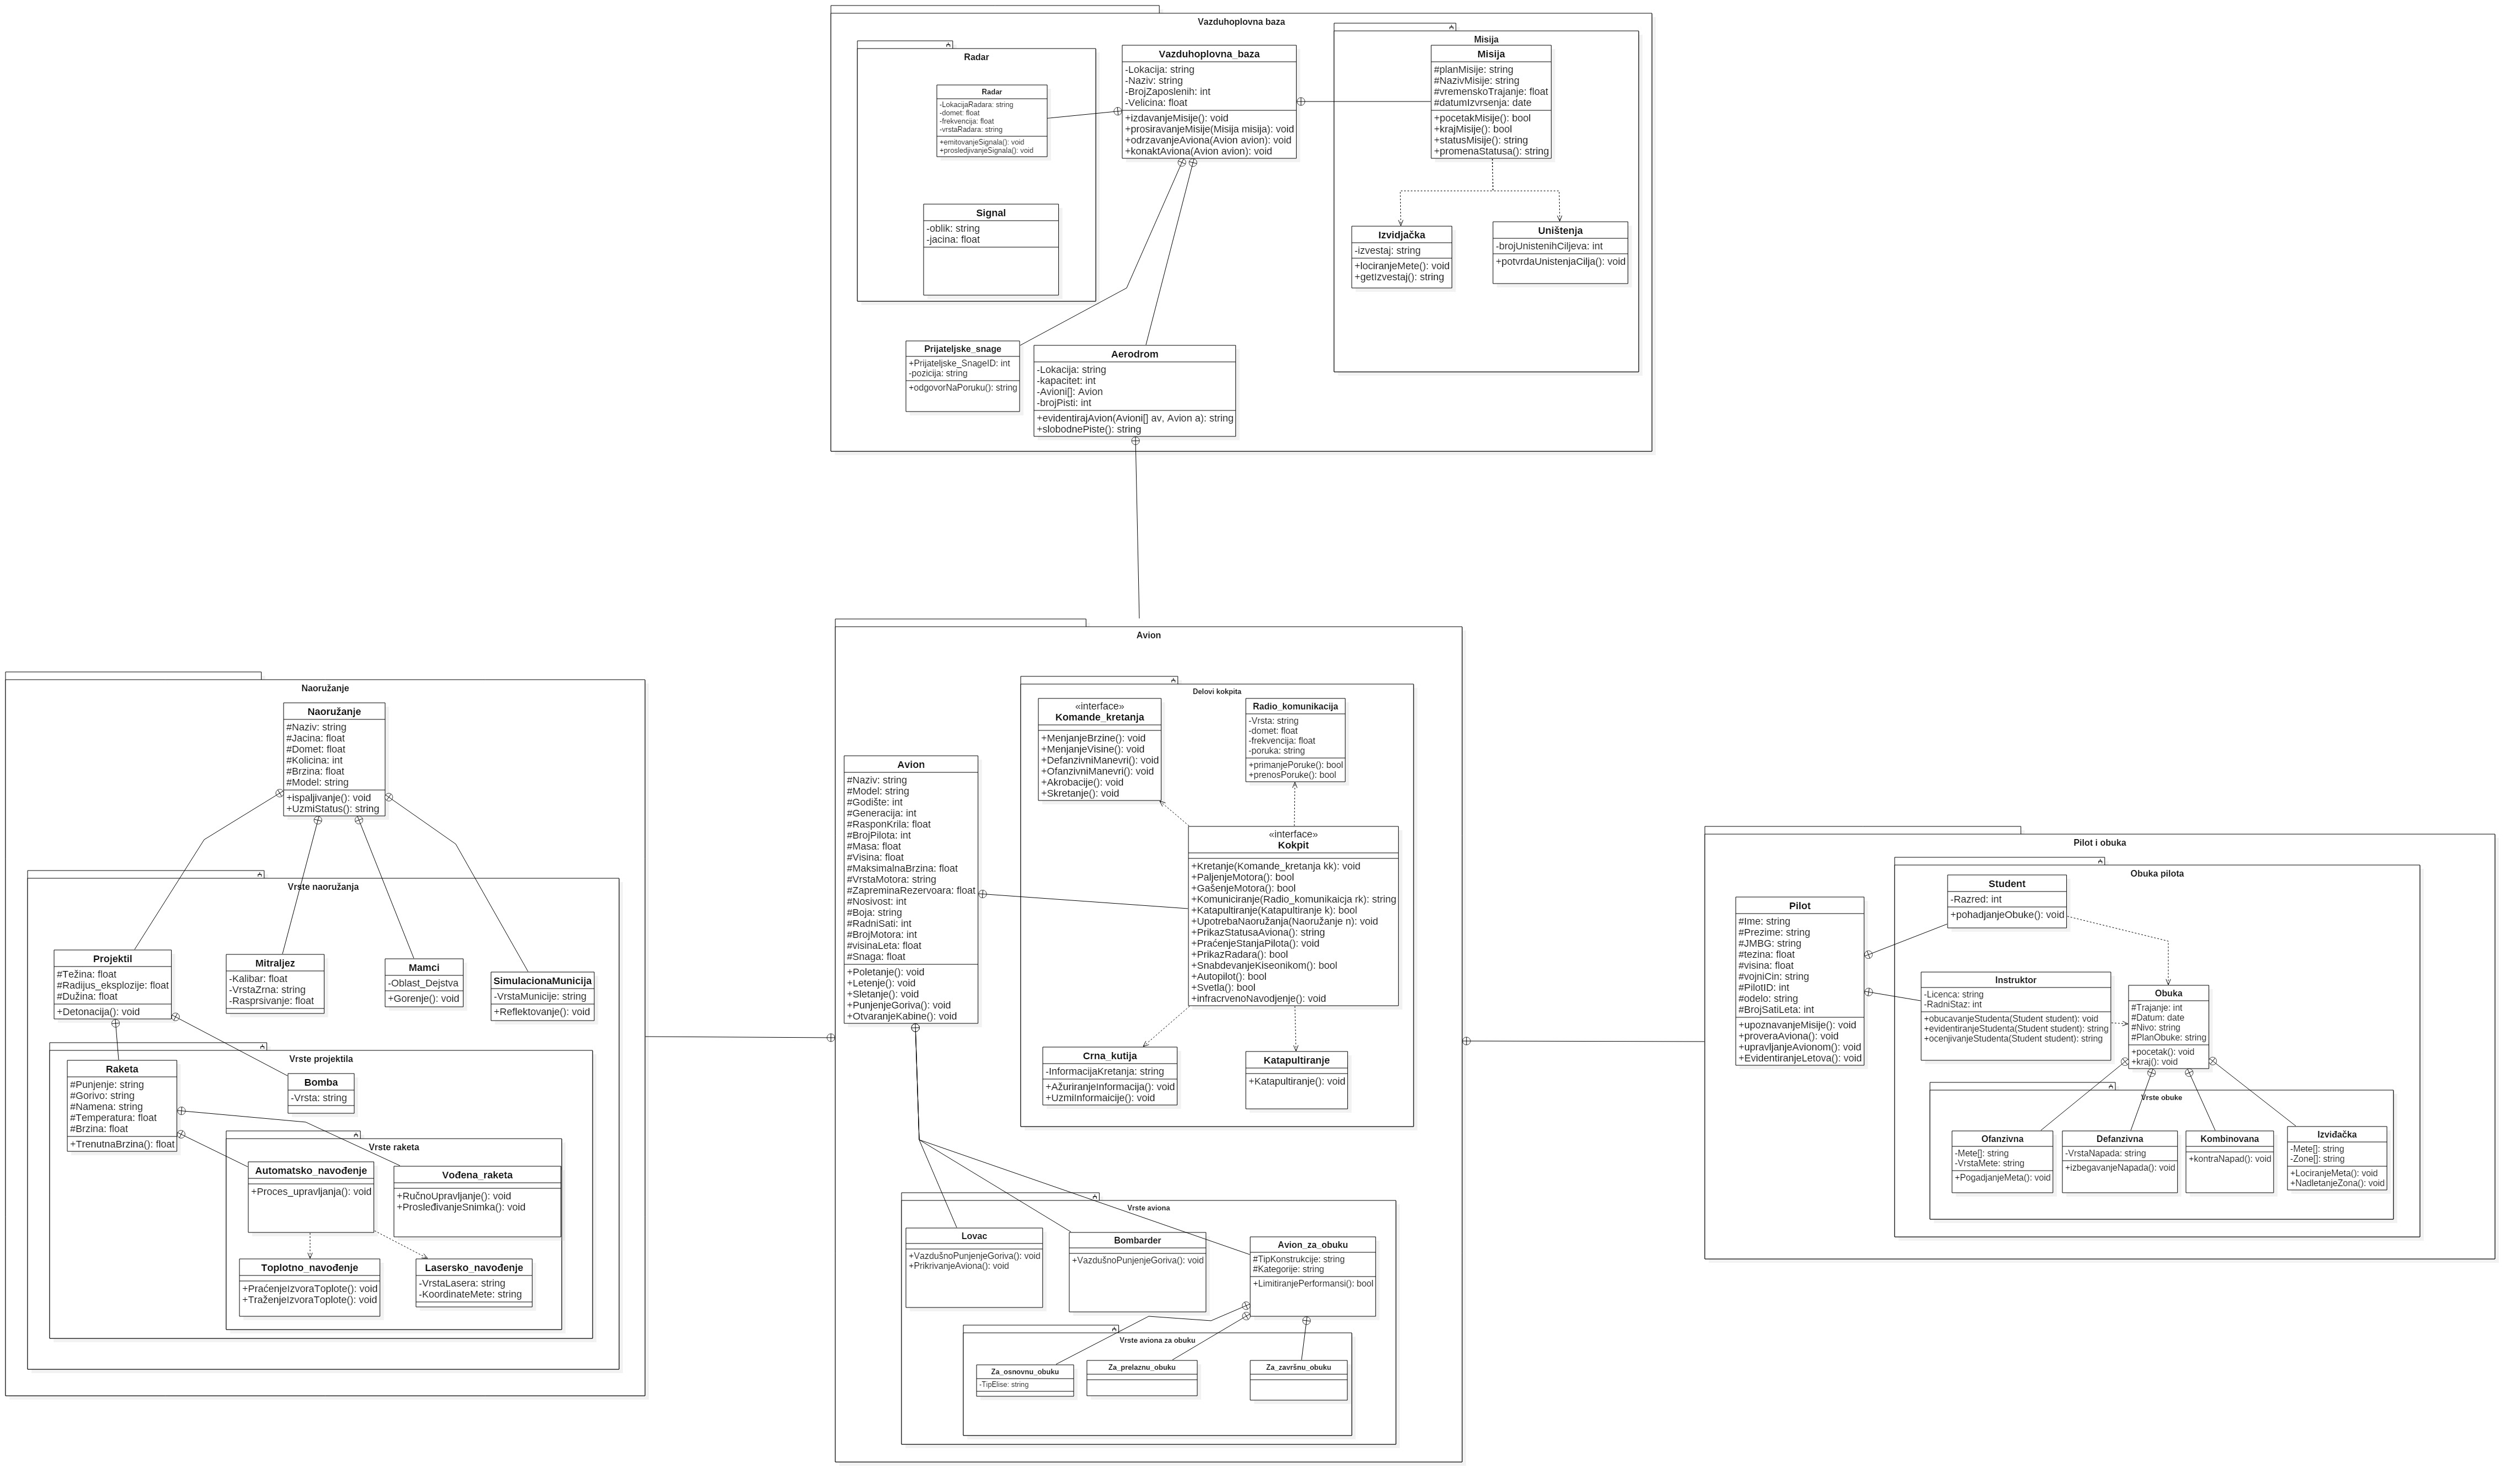 Vazduhoplovna baza
Radar
Radar
-LokacijaRadara: string
-domet: float
-frekvencija: float
-vrstaRadara: string
+emitovanjeSignala(): void
+prosledjivanjeSignala(): void
Signal
-oblik: string
-jacina: float
Vazduhoplovna_baza
-Lokacija: string
-Naziv: string
-BrojZaposlenih: int
-Velicina: float
+izdavanjeMisije(): void
+prosiravanjeMisije(Misija misija): void
+odrzavanjeAviona(Avion avion): void
+konaktAviona(Avion avion): void
Misija
Misija
#planMisije: string
#NazivMisije: string
#vremenskoTrajanje: float
#datumIzvrsenja: date
+pocetakMisije(): bool
+krajMisije(): bool
+statusMisije(): string
+promenaStatusa(): string
Izvidjačka
-izvestaj: string
+lociranjeMete(): void
+getIzvestaj(): string
Uništenja
-brojUnistenihCiljeva: int
+potvrdaUnistenjaCilja(): void
Prijateljske_snage
+Prijateljske_SnageID: int
-pozicija: string
+odgovorNaPoruku(): string
Aerodrom
-Lokacija: string
-kapacitet: int
-Avioni[]: Avion
-brojPisti: int
+evidentirajAvion(Avioni[] av, Avion a): string
+slobodnePiste(): string
Naoružanje
Naoružanje
#Naziv: string
#Jacina: float
#Domet: float
#Kolicina: int
#Brzina: float
#Model: string
+ispaljivanje(): void
+UzmiStatus(): string
Vrste naoružanja
Projektil
#Težina: float
#Radijus_eksplozije: float
#Dužina: float
+Detonacija(): void
Mitraljez
-Kalibar: float
-VrstaZrna: string
-Rasprsivanje: float
Mamci
-Oblast_Dejstva
+Gorenje(): void
SimulacionaMunicija
-VrstaMunicije: string
+Reflektovanje(): void
Vrste projektila
Raketa
#Punjenje: string
#Gorivo: string
#Namena: string
#Temperatura: float
#Brzina: float
+TrenutnaBrzina(): float
Bomba
-Vrsta: string
Vrste raketa
Automatsko_navođenje
+Proces_upravljanja(): void
Vođena_raketa
+RučnoUpravljanje(): void
+ProsleđivanjeSnimka(): void
Toplotno_navođenje
+PraćenjeIzvoraToplote(): void
+TraženjeIzvoraToplote(): void
Lasersko_navođenje
-VrstaLasera: string
-KoordinateMete: string
Avion
Avion
#Naziv: string
#Model: string
#Godište: int
#Generacija: int
#RasponKrila: float
#BrojPilota: int
#Masa: float
#Visina: float
#MaksimalnaBrzina: float
#VrstaMotora: string
#ZapreminaRezervoara: float
#Nosivost: int
#Boja: string
#RadniSati: int
#BrojMotora: int
#visinaLeta: float
#Snaga: float
+Poletanje(): void
+Letenje(): void
+Sletanje(): void
+PunjenjeGoriva(): void
+OtvaranjeKabine(): void
Delovi kokpita
«interface»
Komande_kretanja
+MenjanjeBrzine(): void
+MenjanjeVisine(): void
+DefanzivniManevri(): void
+OfanzivniManevri(): void
+Akrobacije(): void
+Skretanje(): void
Radio_komunikacija
-Vrsta: string
-domet: float
-frekvencija: float
-poruka: string
+primanjePoruke(): bool
+prenosPoruke(): bool
«interface»
Kokpit
+Kretanje(Komande_kretanja kk): void
+PaljenjeMotora(): bool
+GašenjeMotora(): bool
+Komuniciranje(Radio_komunikaicja rk): string
+Katapultiranje(Katapultiranje k): bool
+UpotrebaNaoružanja(Naoružanje n): void
+PrikazStatusaAviona(): string
+PraćenjeStanjaPilota(): void
+PrikazRadara(): bool
+SnabdevanjeKiseonikom(): bool
+Autopilot(): bool
+Svetla(): bool
+infracrvenoNavodjenje(): void
Crna_kutija
-InformacijaKretanja: string
+AžuriranjeInformacija(): void
+UzmiInformaicije(): void
Katapultiranje
+Katapultiranje(): void
Vrste aviona
Lovac
+VazdušnoPunjenjeGoriva(): void
+PrikrivanjeAviona(): void
Bombarder
+VazdušnoPunjenjeGoriva(): void
Avion_za_obuku
#TipKonstrukcije: string
#Kategorije: string
+LimitiranjePerformansi(): bool
Vrste aviona za obuku
Za_osnovnu_obuku
-TipElise: string
Za_prelaznu_obuku
Za_završnu_obuku
Pilot i obuka
Pilot
#Ime: string
#Prezime: string
#JMBG: string
#tezina: float
#visina: float
#vojniCin: string
#PilotID: int
#odelo: string
#BrojSatiLeta: int
+upoznavanjeMisije(): void
+proveraAviona(): void
+upravljanjeAvionom(): void
+EvidentiranjeLetova(): void
Obuka pilota
Student
-Razred: int
+pohadjanjeObuke(): void
Instruktor
-Licenca: string
-RadniStaz: int
+obucavanjeStudenta(Student student): void
+evidentiranjeStudenta(Student student): string
+ocenjivanjeStudenta(Student student): string
Obuka
#Trajanje: int
#Datum: date
#Nivo: string
#PlanObuke: string
+pocetak(): void
+kraj(): void
Vrste obuke
Ofanzivna
-Mete[]: string
-VrstaMete: string
+PogadjanjeMeta(): void
Defanzivna
-VrstaNapada: string
+izbegavanjeNapada(): void
Kombinovana
+kontraNapad(): void
Izviđačka
-Mete[]: string
-Zone[]: string
+LociranjeMeta(): void
+NadletanjeZona(): void